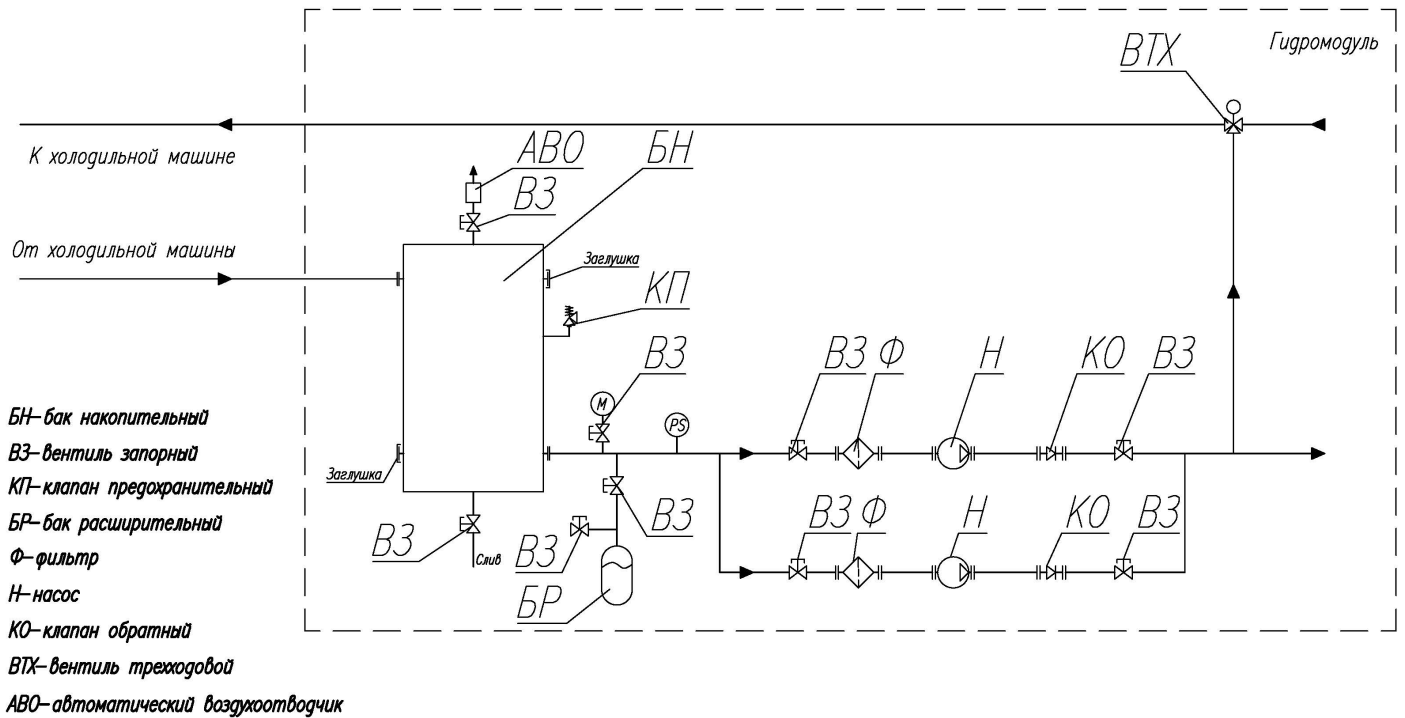 Гидромодуль
ВТХ
К холодильной машине
АВО
БН
ВЗ
От холодильной машины
Заглушка
КП
ВЗ
ВЗ
Ф
Н
КО
ВЗ
М
PS
Заглушка
ВЗ
Слив
ВЗ
БР
ВЗ
ВЗ
Ф
Н
КО
ВЗ
БН–бак накопительный
ВЗ–вентиль запорный
КП–клапан предохранительный
БР–бак расширительный
Ф–фильтр
Н–насос
КО–клапан обратный
ВТХ–вентиль трехходовой
АВО–автоматический воздухоотводчик